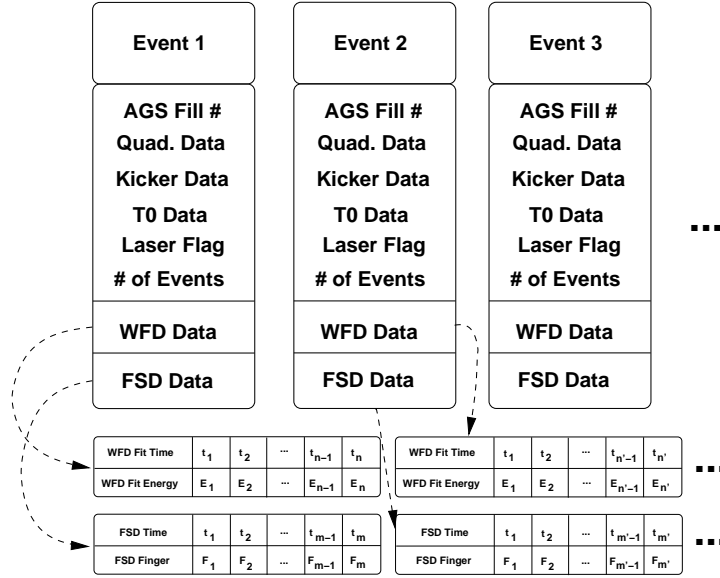 Event 1 Event 2 Event 3
AGS Fill # AGS Fill # AGS Fill #
Quad. Data Quad. Data Quad. Data
Kicker Data Kicker Data Kicker Data
T0 Data T0 Data T0 Data
...
Laser Flag Laser Flag Laser Flag
# of Events # of Events # of Events
WFD Data WFD Data WFD Data
FSD Data FSD Data FSD Data
WFD Fit Time t1 t2 ... tn−1 tn WFD Fit Time t1 t2 ... tn'−1 tn'
WFD Fit Energy E1 E2 ... En−1 En WFD Fit Energy E1 E2 ... En'−1 En'
...
FSD Time t1 t2 ... tm−1 tm FSD Time t1 t2 ... tm'−1 tm'
FSD Finger F1 F2 ... Fm−1 Fm FSD Finger F1 F2 ... Fm'−1 Fm'
...